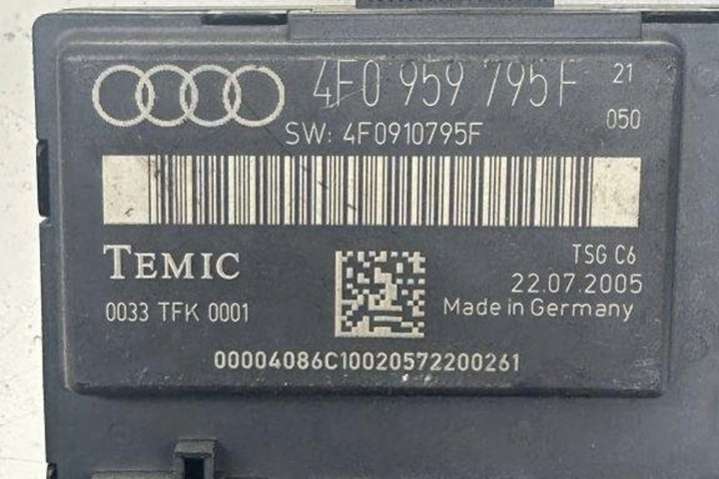 4F0 959 795F 21
050
SW: 4F0910795F
TEMIC
TSG C6
22.07.2005
0033 TFK 0001
Made in Germany
00004086C10020572200261